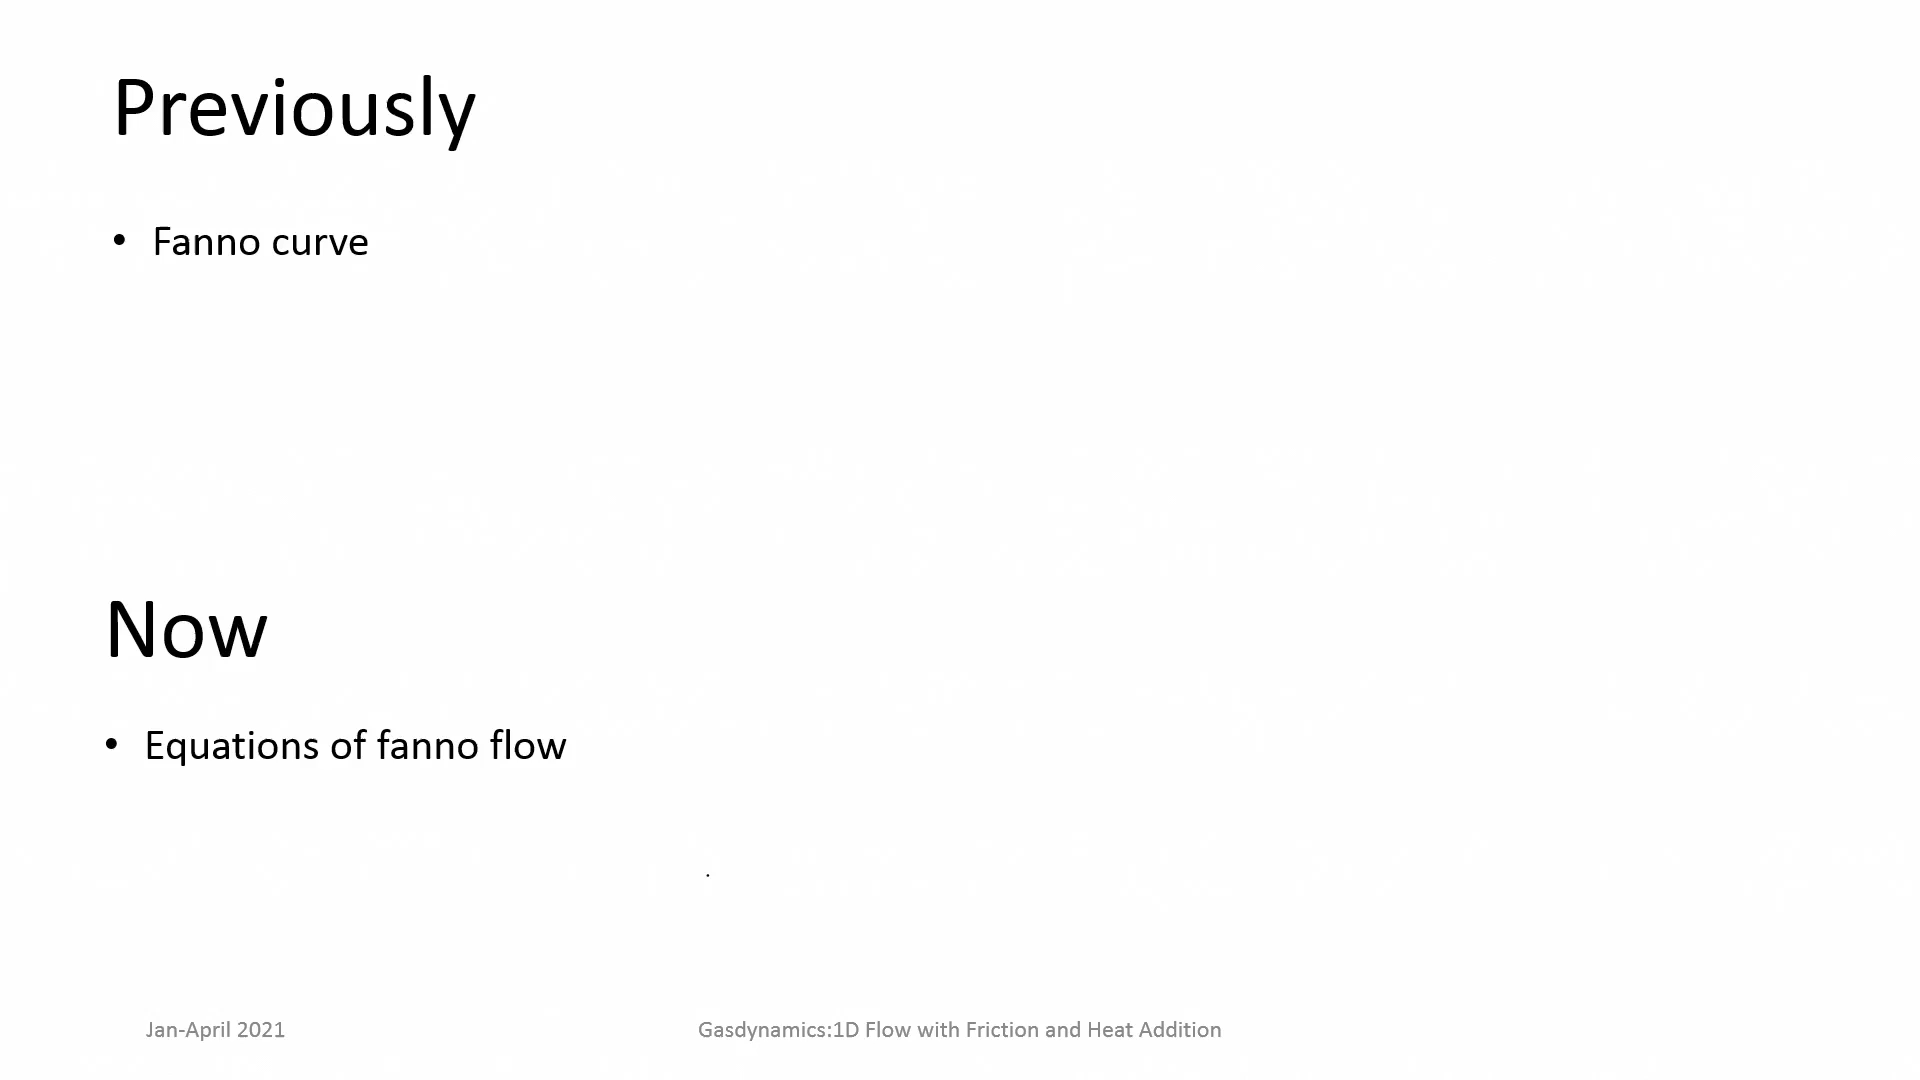 Previously
• Fanno curve
Now
• Equations of fanno flow
Jan-April 2021
Gasdynamics:1D Flow with Friction and Heat Addition